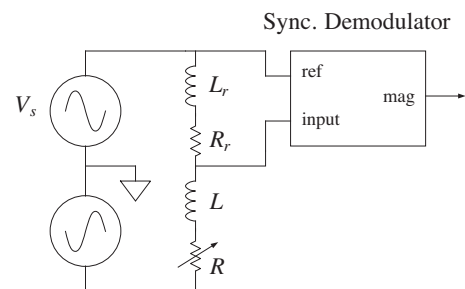 Sync. Demodulator
ref
input
mag
V_s
L_r
R_r
L
R